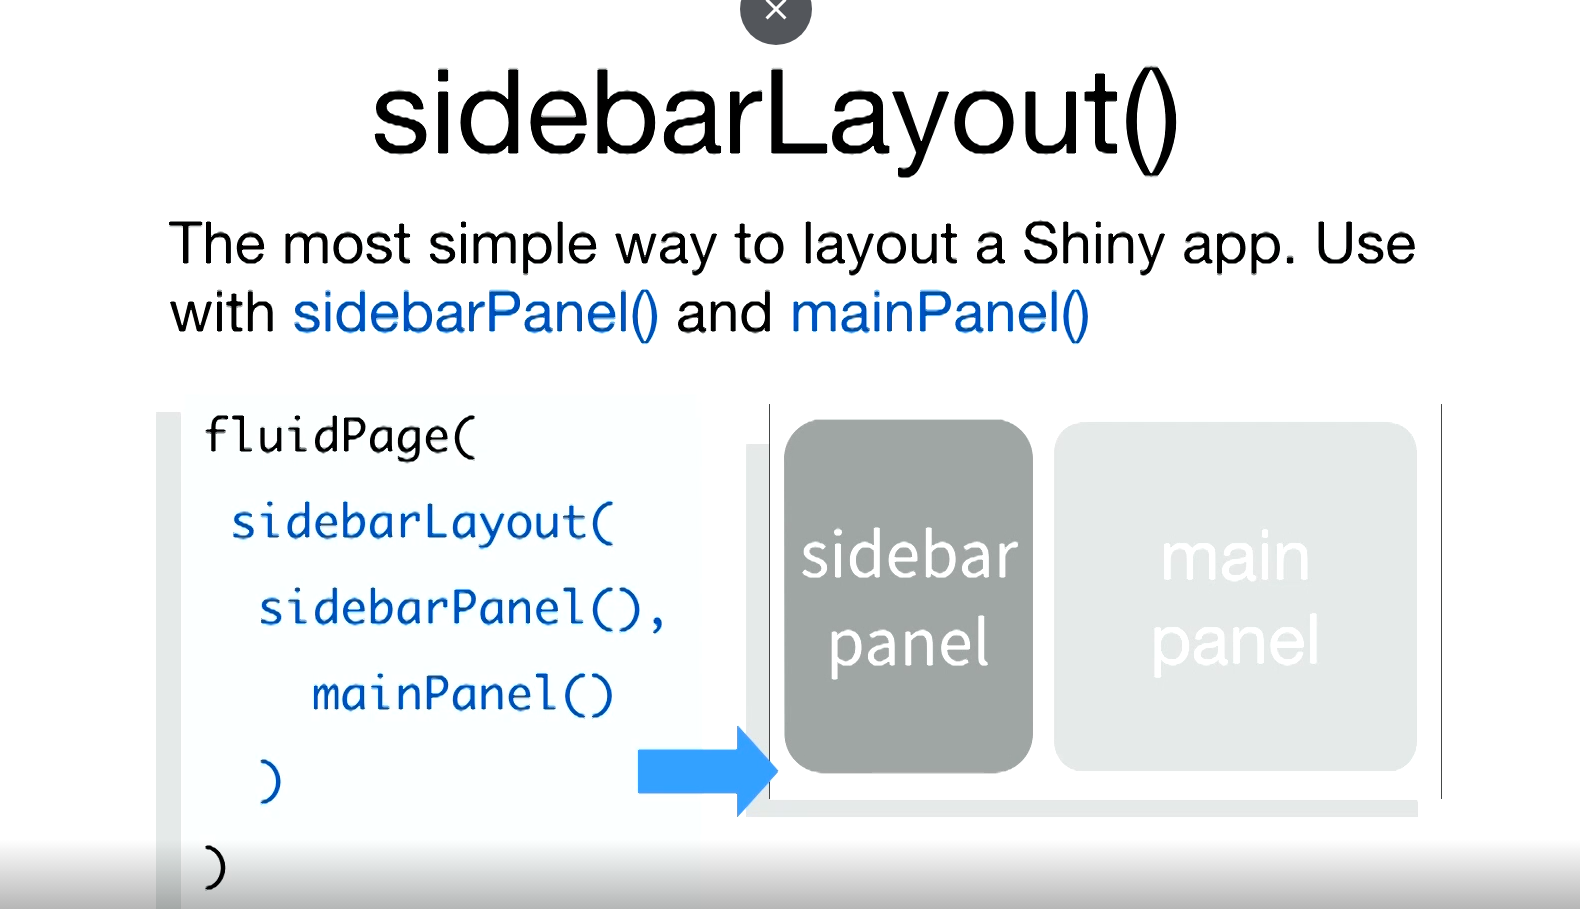 sidebarLayout()
The most simple way to layout a Shiny app. Use
with sidebarPanel() and mainPanel()
fluidPage(
sidebarLayout(
sidebarPanel(),
mainPanel()
)
)
sidebar
panel
main
panel